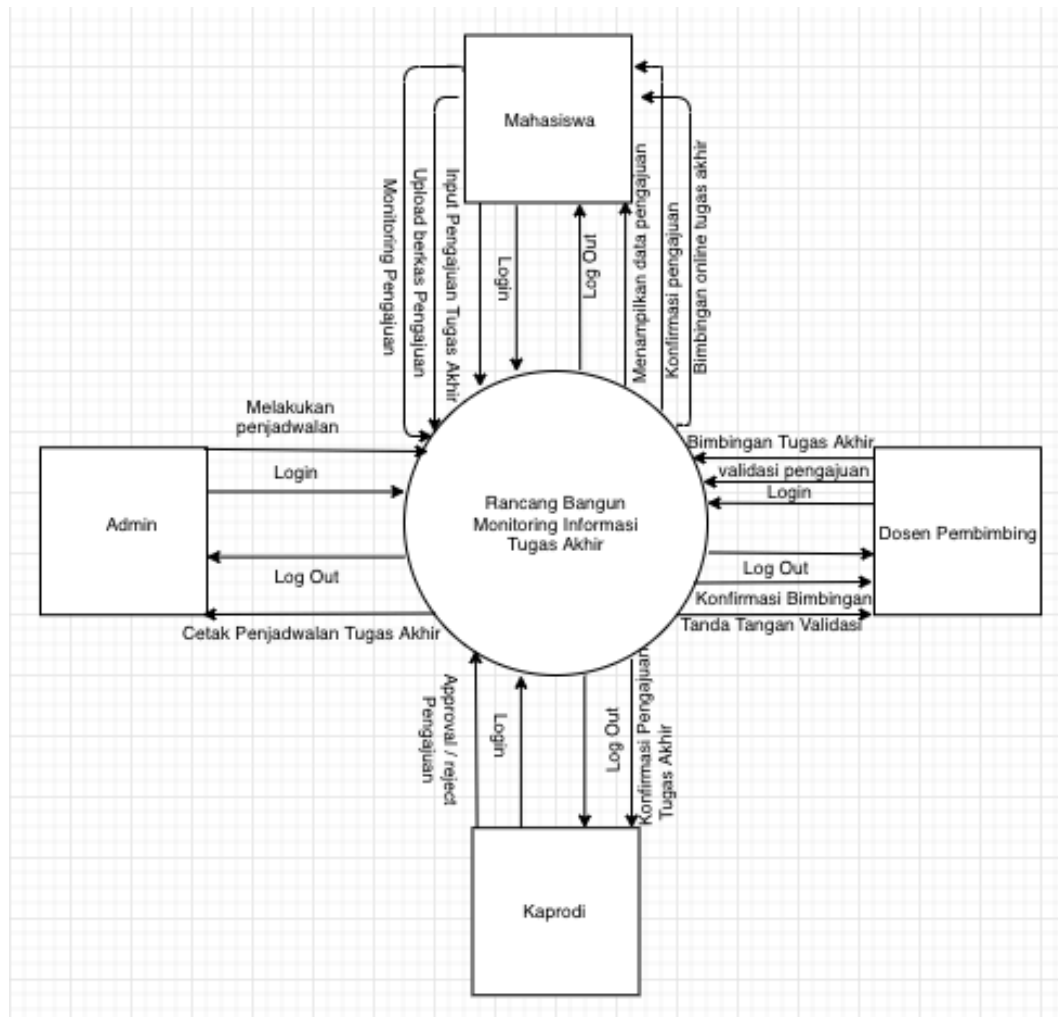 Mahasiswa
Monitoring Pengajuan
Upload berkas Pengajuan
Input Pengajuan Tugas Akhir
Login
Log Out
Menampilkan data pengajuan
Konfirmasi pengajuan
Bimbingan online tugas akhir
Melakukan
penjadwalan
Login
Admin
Log Out
Cetak Penjadwalan Tugas Akhir
Rancang Bangun
Monitoring Informasi
Tugas Akhir
Bimbingan Tugas Akhir
validasi pengajuan
Login
Dosen Pembimbing
Log Out
Konfirmasi Bimbingan
Tanda Tangan Validasi
Approval / reject
Pengajuan
Login
Log Out
Konfirmasi Pengajuan
Tugas Akhir
Kaprodi